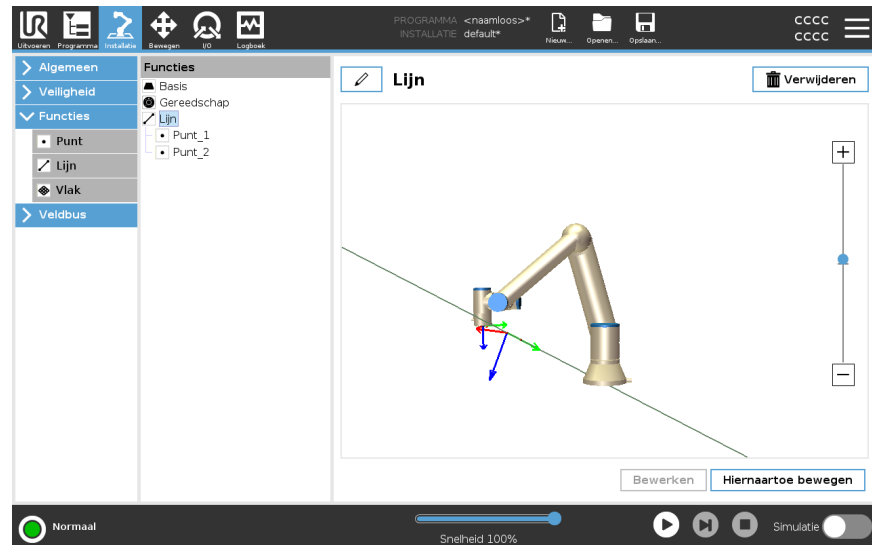 UR
PROGRAMMA <naamloos>*
INSTALLATIE default*
Uitvoeren Programma Installatie Bewegen I/O Logboek Nieuw... Openen... Opslaan...
CCCC
CCCC
Algemeen
Veiligheid
Functies
Punt
Lijn
Vlak
Veldbus
Functies
Basis
Gereedschap
Lijn
Punt_1
Punt_2
Lijn
Verwijderen
Bewerken
Hiernaartoe bewegen
Normaal
Snelheid 100%
Simulatie